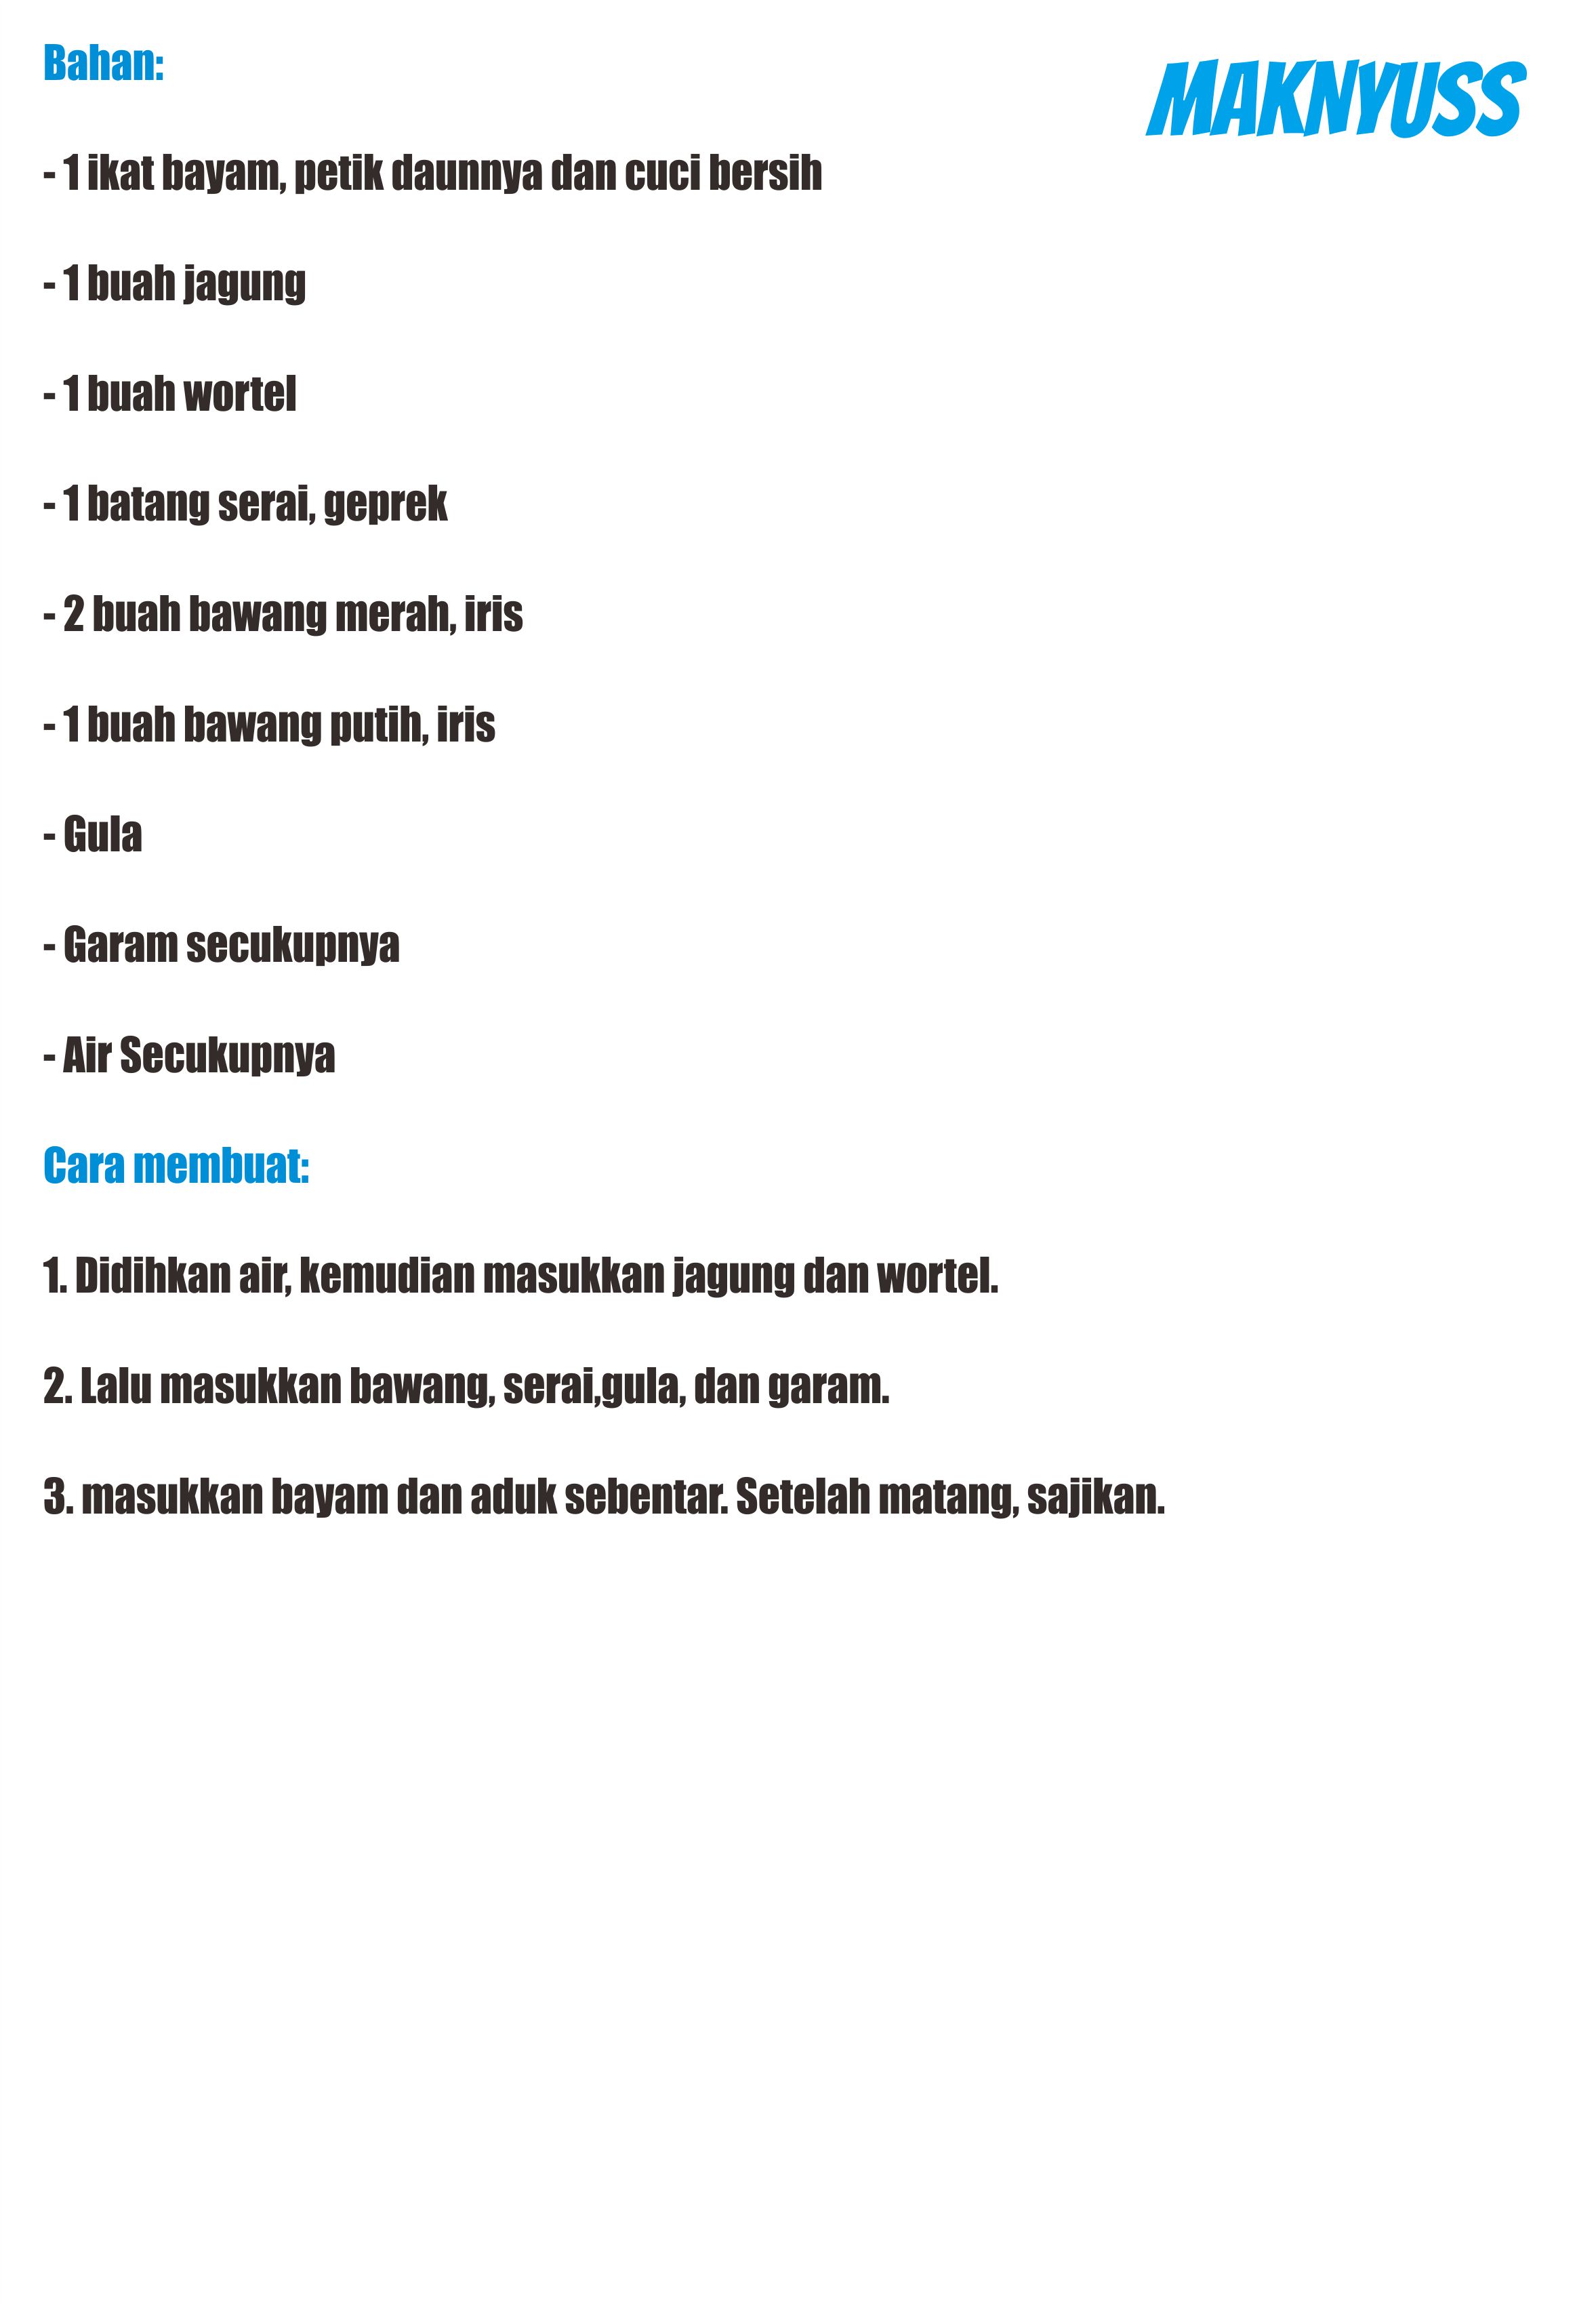 Bahan:
MAKNYUSS
- 1 ikat bayam, petik daunnya dan cuci bersih
- 1 buah jagung
- 1 buah wortel
- 1 batang serai, geprek
- 2 buah bawang merah, iris
- 1 buah bawang putih, iris
- Gula
- Garam secukupnya
- Air Secukupnya
Cara membuat:
1. Didihkan air, kemudian masukkan jagung dan wortel.
2. Lalu masukkan bawang, serai,gula, dan garam.
3. masukkan bayam dan aduk sebentar. Setelah matang, sajikan.